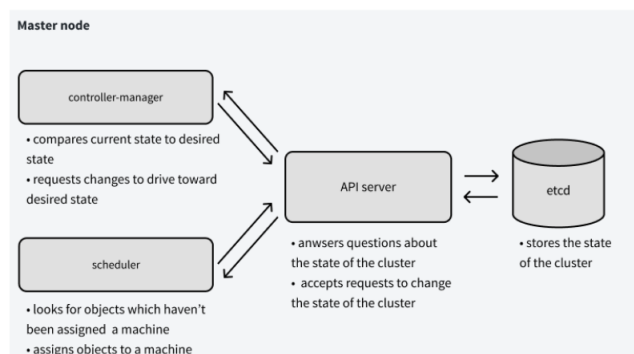 Master node
controller-manager
• compares current state to desired
state
• requests changes to drive toward
desired state
API server
• anwsers questions about
the state of the cluster
• accepts requests to change
the state of the cluster
etcd
• stores the state
of the cluster
scheduler
• looks for objects which haven't
been assigned a machine
• assigns objects to a machine